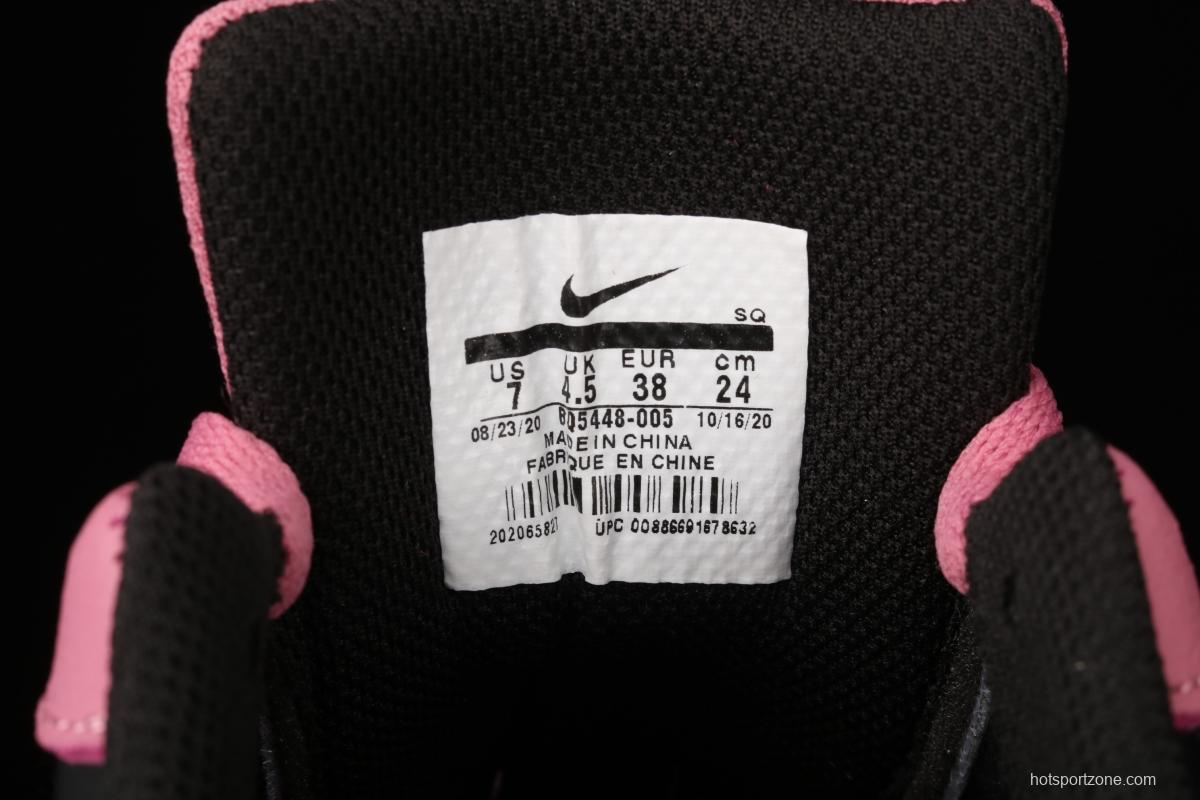 SQ
US UK EUR cm
7 4.5 38 24
08/23/20 BQ5448-005 10/16/20
MADE IN CHINA
FABRIQUE EN CHINE
UPC 00886691678632
hotsportzone.com